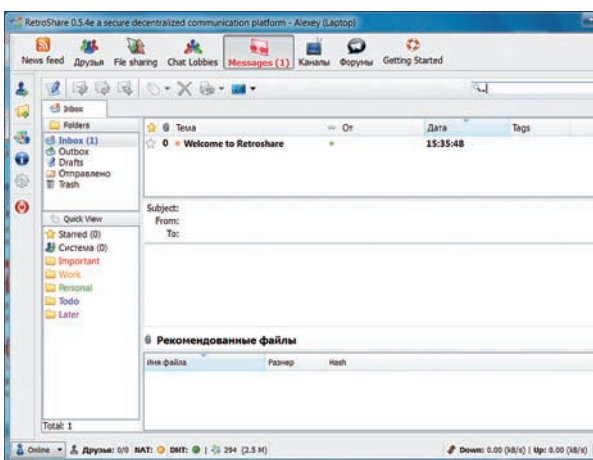 RetroShare 0.5.4e a secure decentralized communication platform - Alexey (Laptop)
News feed Друзья File sharing Chat Lobbies Messages (1) Каналы Форумы Getting Started
Inbox
Folders
Inbox (1)
Outbox
Drafts
Отправлено
Trash
Quick View
Starred (0)
Система (0)
Important
Work
Personal
Todo
Later
Total: 1
Тема От Дата Tags
0 Welcome to Retroshare 15:35:48
Subject:
From:
To:
Рекомендованные файлы
Имя файла Размер Hash
Online Друзья: 0/0 NAT: DHT: | 294 (2.5 M) Down: 0.00 (kB/s) | Up: 0.00 (kB/s)